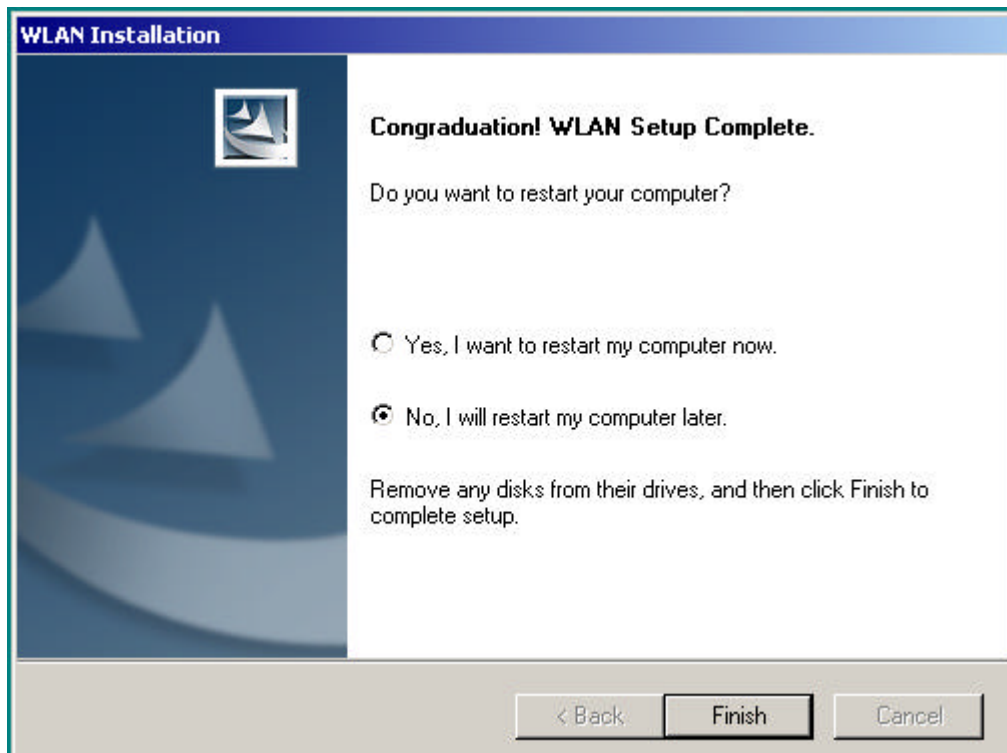 WLAN Installation
Congraduation! WLAN Setup Complete.
Do you want to restart your computer?
Yes, I want to restart my computer now.
No, I will restart my computer later.
Remove any disks from their drives, and then click Finish to
complete setup.
< Back
Finish
Cancel